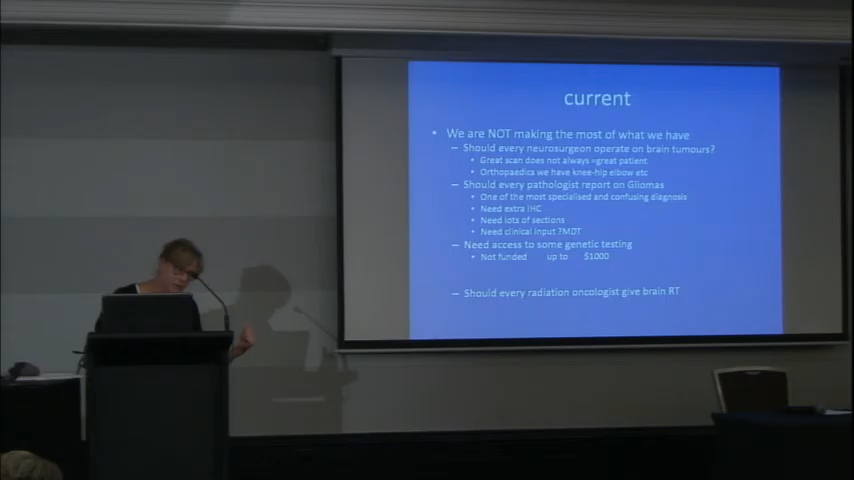 current
• We are NOT making the most of what we have
– Should every neurosurgeon operate on brain tumours?
• Great scan does not always =great patient
• Orthopaedics we have knee-hip elbow etc
– Should every pathologist report on Gliomas
• One of the most specialised and confusing diagnosis
• Need extra IHC
• Need lots of sections
• Need clinical input ?MDT
– Need access to some genetic testing
• Not funded up to $1000
– Should every radiation oncologist give brain RT